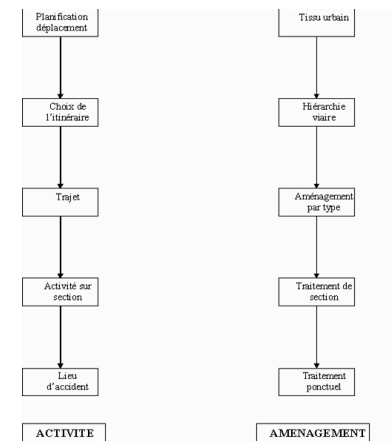 Planification
déplacement
Tissu urbain
Choix de
l'itinéraire
Hiérarchie
viaire
Trajet
Aménagement
par type
Activité sur
section
Traitement de
section
Lieu
d'accident
Traitement
ponctuel
ACTIVITE
AMENAGEMENT